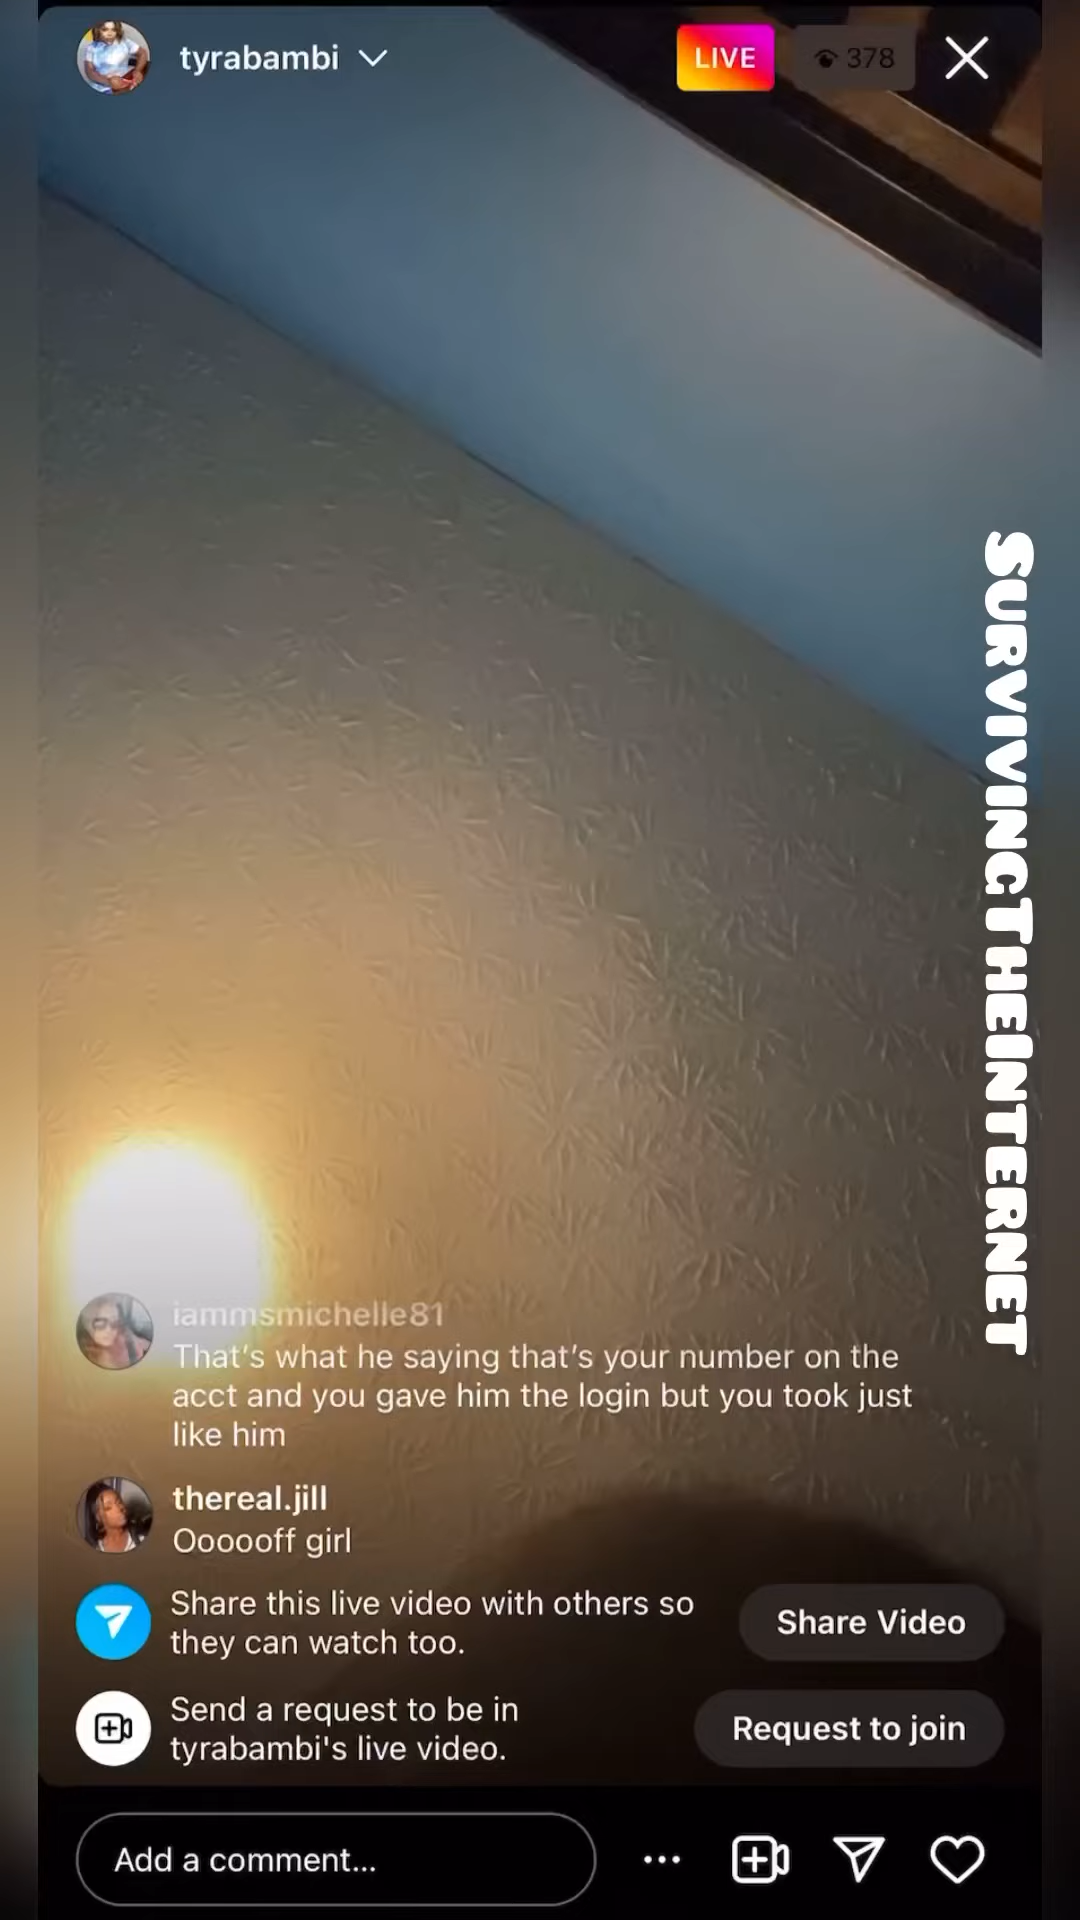 tyrabambi
LIVE
378
SURVIVINGTHEINTERNET
iammsmichelle81
That's what he saying that's your number on the
acct and you gave him the login but you took just
like him
thereal.jill
Oooooff girl
Share this live video with others so
they can watch too.
Share Video
Send a request to be in
tyrabambi's live video.
Request to join
Add a comment...